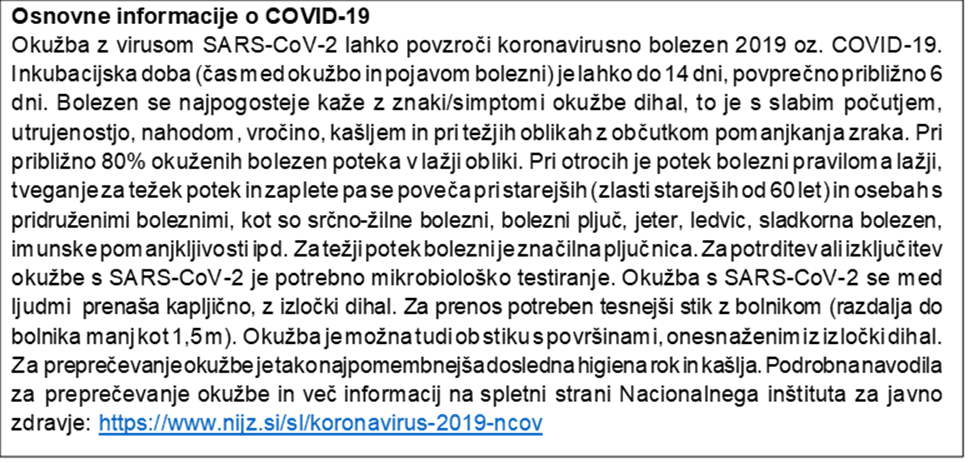 Osnovne informacije o COVID-19
Okužba z virusom SARS-CoV-2 lahko povzroči koronavirusno bolezen 2019 oz. COVID-19.
Inkubacijska doba (čas med okužbo in pojavom bolezni) je lahko do 14 dni, povprečno približno 6
dni. Bolezen se najpogosteje kaže z znaki/simptomi okužbe dihal, to je s slabim počutjem,
utrujenostjo, nahodom, vročino, kašljem in pri težjih oblikah z občutkom pomanjkanja zraka. Pri
približno 80% okuženih bolezen poteka v lažji obliki. Pri otrocih je potek bolezni praviloma lažji,
tveganje za težek potek in zaplete pa se poveča pri starejših (zlasti starejših od 60 let) in osebah s
pridruženimi boleznimi, kot so srčno-žilne bolezni, bolezni pljuč, jeter, ledvic, sladkorna bolezen,
imunske pomanjkljivosti ipd. Za težji potek bolezni je značilna pljučnica. Za potrditev ali izključitev
okužbe s SARS-CoV-2 je potrebno mikrobiološko testiranje. Okužba s SARS-CoV-2 se med
ljudmi prenaša kapljično, z izločki dihal. Za prenos potreben tesnejši stik z bolnikom (razdalja do
bolnika manj kot 1,5 m). Okužba je možna tudi ob stiku s površinami, onesnaženimi z izločki dihal.
Za preprečevanje okužbe je tako najpomembnejša dosledna higiena rok in kašlja. Podrobna navodila
za preprečevanje okužbe in več informacij na spletni strani Nacionalnega inštituta za javno
zdravje: https://www.nijz.si/sl/koronavirus-2019-ncov